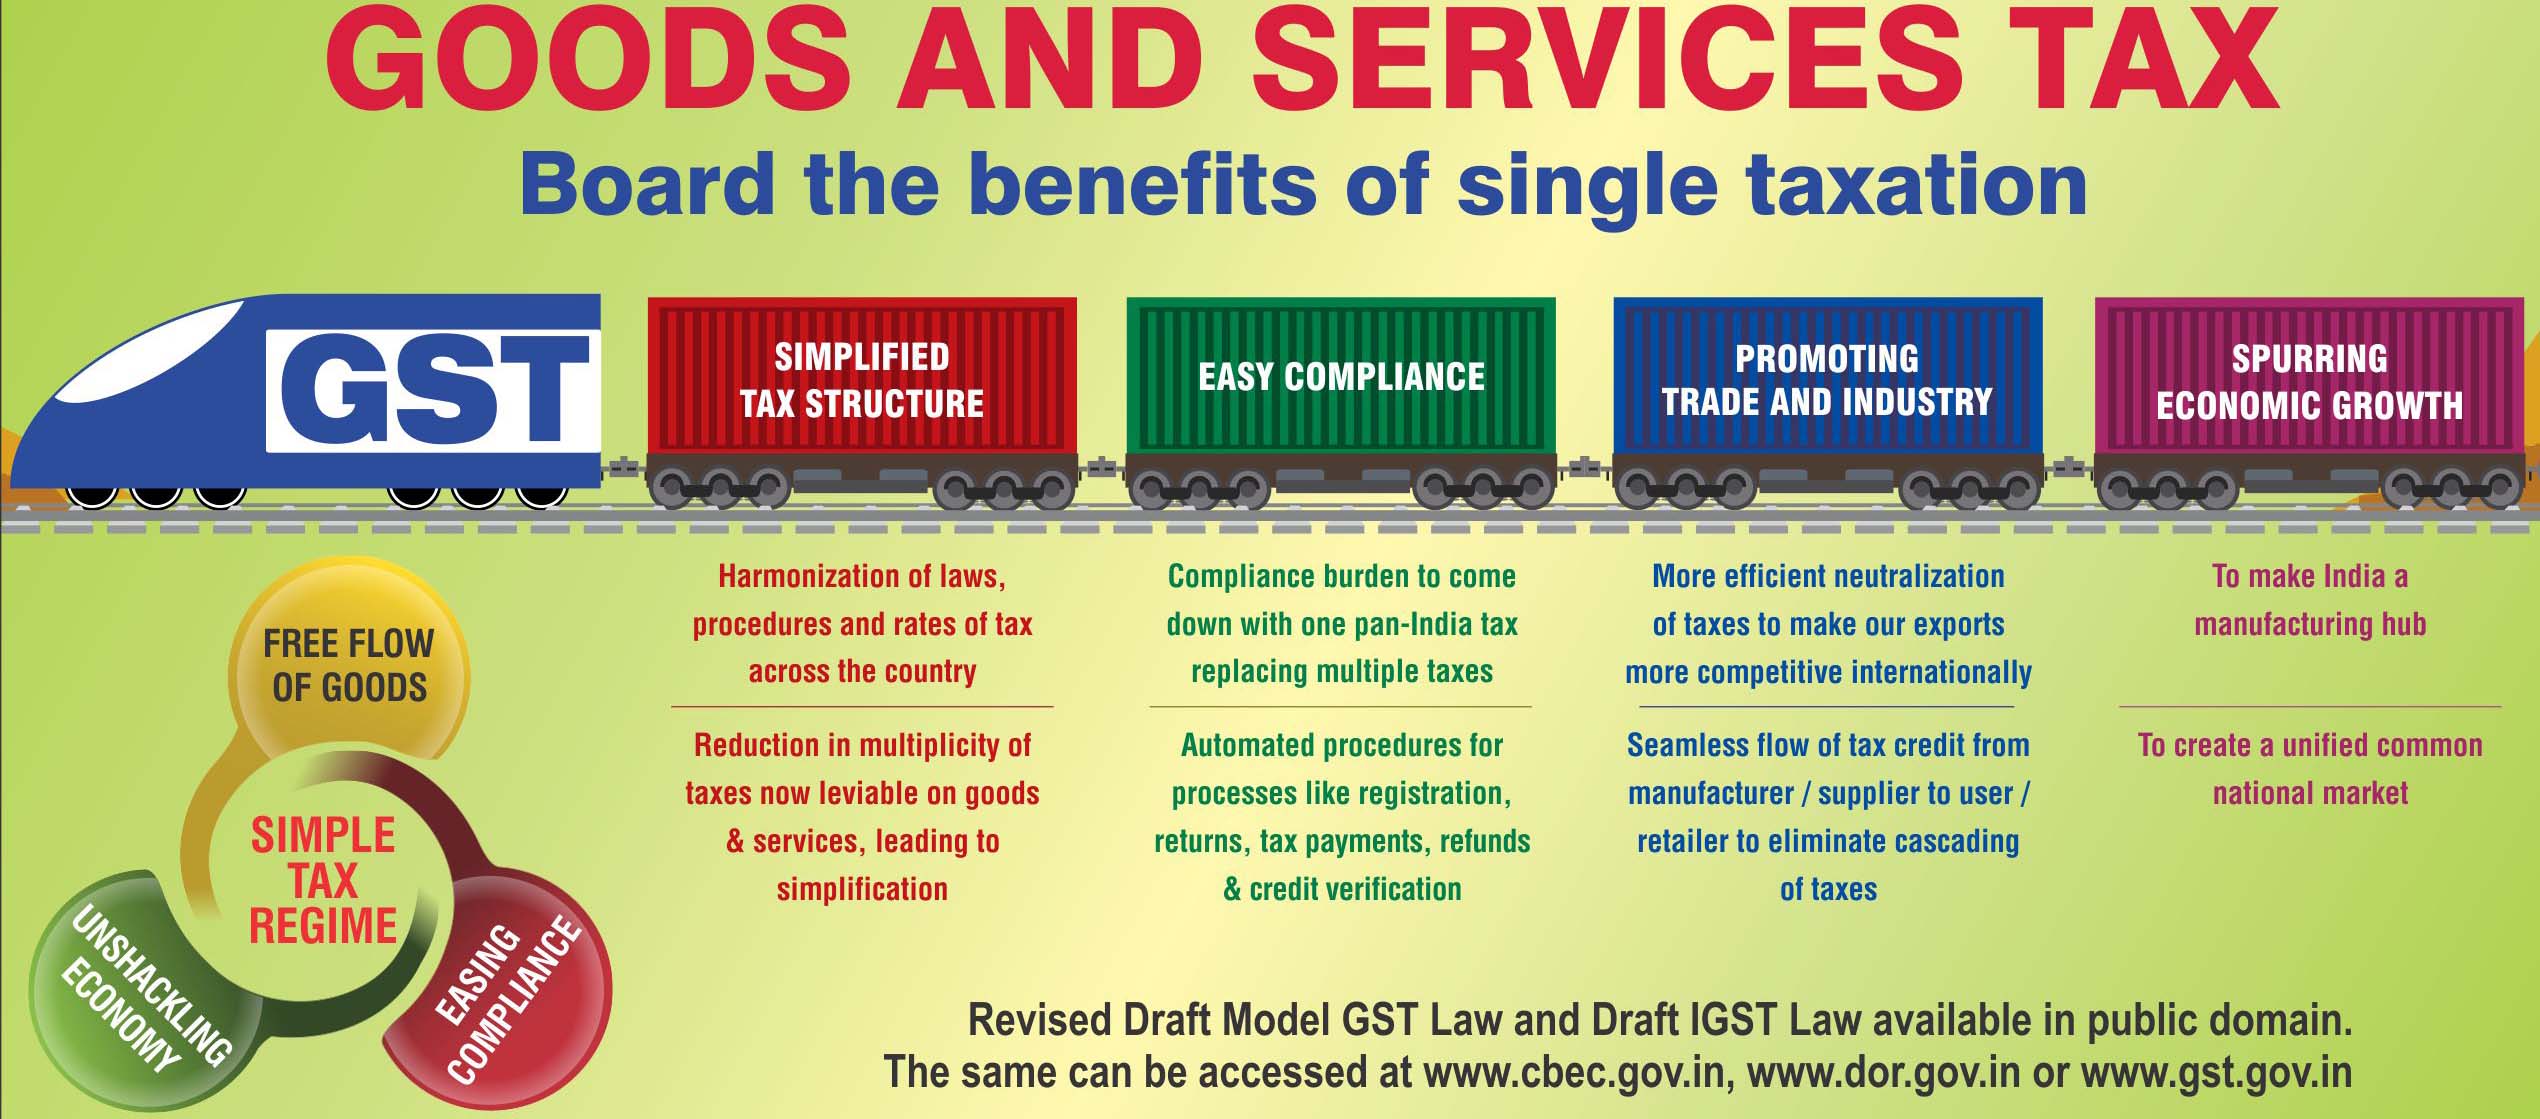 GOODS AND SERVICES TAX
Board the benefits of single taxation
GST
SIMPLIFIED
TAX STRUCTURE
EASY COMPLIANCE
PROMOTING
TRADE AND INDUSTRY
SPURRING
ECONOMIC GROWTH
FREE FLOW
OF GOODS
SIMPLE
TAX
REGIME
UNSHACKLING
ECONOMY
EASING
COMPLIANCE
Harmonization of laws,
procedures and rates of tax
across the country
Reduction in multiplicity of
taxes now leviable on goods
& services, leading to
simplification
Compliance burden to come
down with one pan-India tax
replacing multiple taxes
Automated procedures for
processes like registration,
returns, tax payments, refunds
& credit verification
More efficient neutralization
of taxes to make our exports
more competitive internationally
Seamless flow of tax credit from
manufacturer / supplier to user /
retailer to eliminate cascading
of taxes
To make India a
manufacturing hub
To create a unified common
national market
Revised Draft Model GST Law and Draft IGST Law available in public domain.
The same can be accessed at www.cbec.gov.in, www.dor.gov.in or www.gst.gov.in